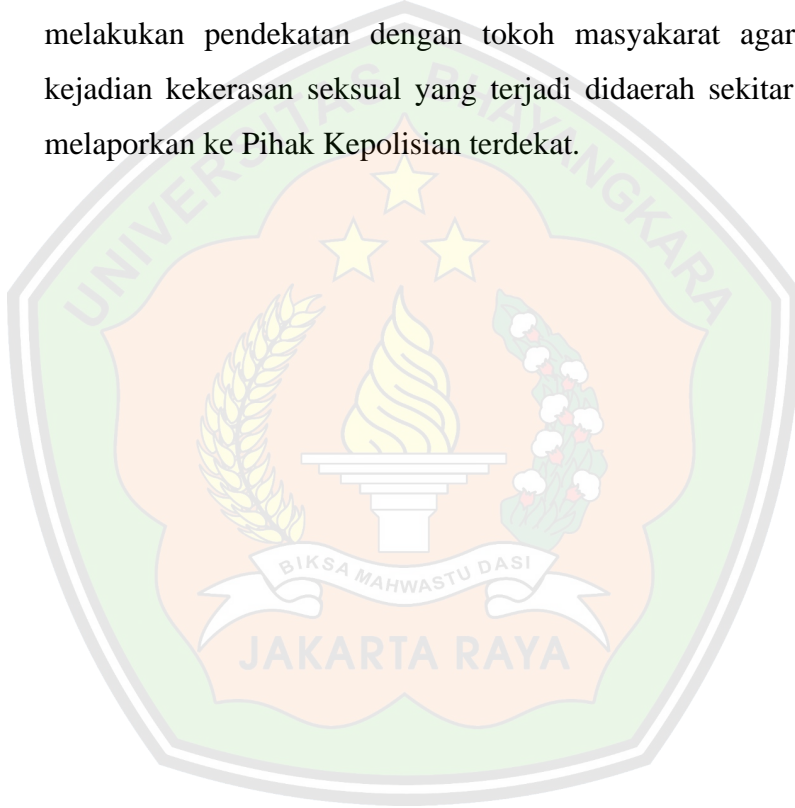 melakukan pendekatan dengan tokoh masyakarat agar
kejadian kekerasan seksual yang terjadi didaerah sekitar
melaporkan ke Pihak Kepolisian terdekat.
UNIVERSITAS BHAYANGKARA
BIKSA MAHWASTU DASI
JAKARTA RAYA